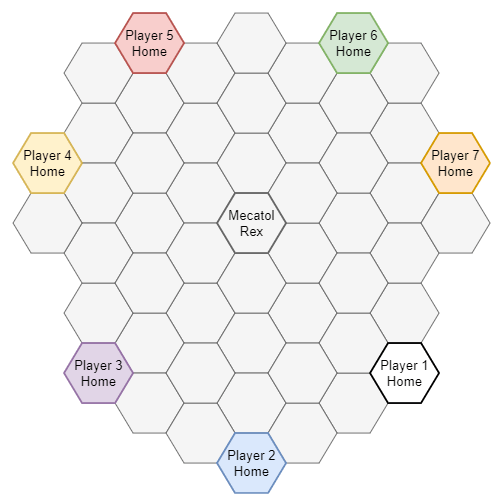 Player 5
Home
Player 6
Home
Player 4
Home
Player 7
Home
Mecatol
Rex
Player 3
Home
Player 1
Home
Player 2
Home